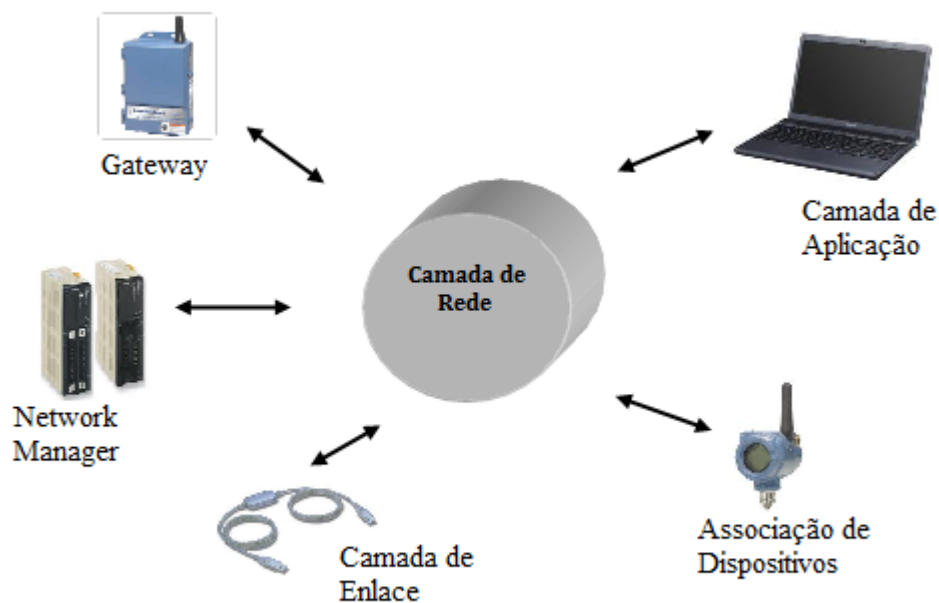 Gateway
Camada de
Aplicação
Camada de
Rede
Network
Manager
Associação de
Dispositivos
Camada de
Enlace